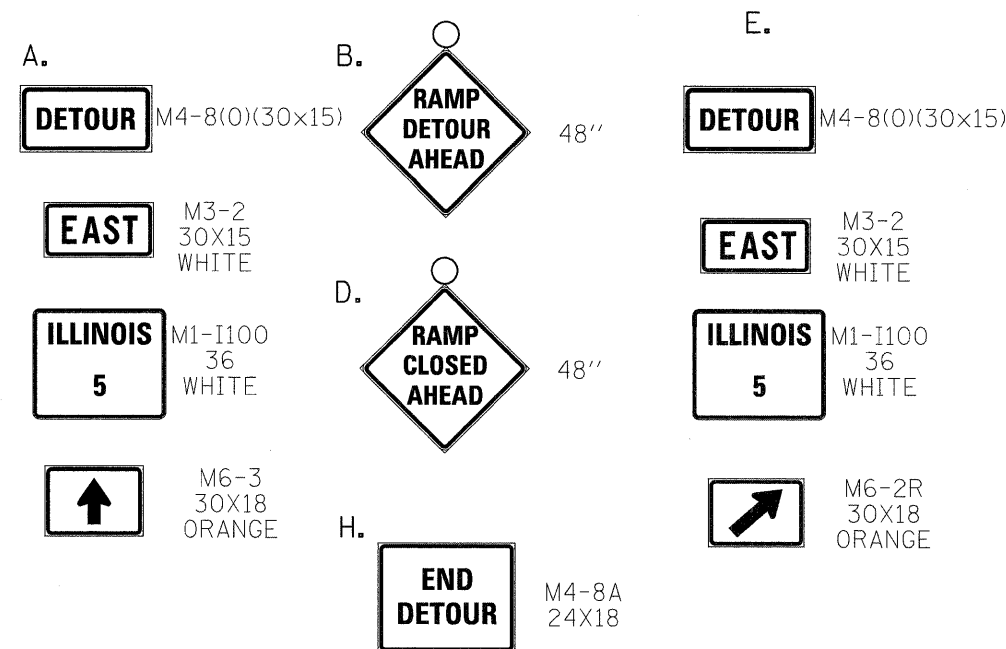 A.
DETOUR
M4-8(O)(30x15)
EAST
M3-2
30X15
WHITE
ILLINOIS
5
M1-I100
36
WHITE
M6-3
30X18
ORANGE
B.
RAMP
DETOUR
AHEAD
48''
D.
RAMP
CLOSED
AHEAD
48''
H.
END
DETOUR
M4-8A
24X18
E.
DETOUR
M4-8(O)(30x15)
EAST
M3-2
30X15
WHITE
ILLINOIS
5
M1-I100
36
WHITE
M6-2R
30X18
ORANGE